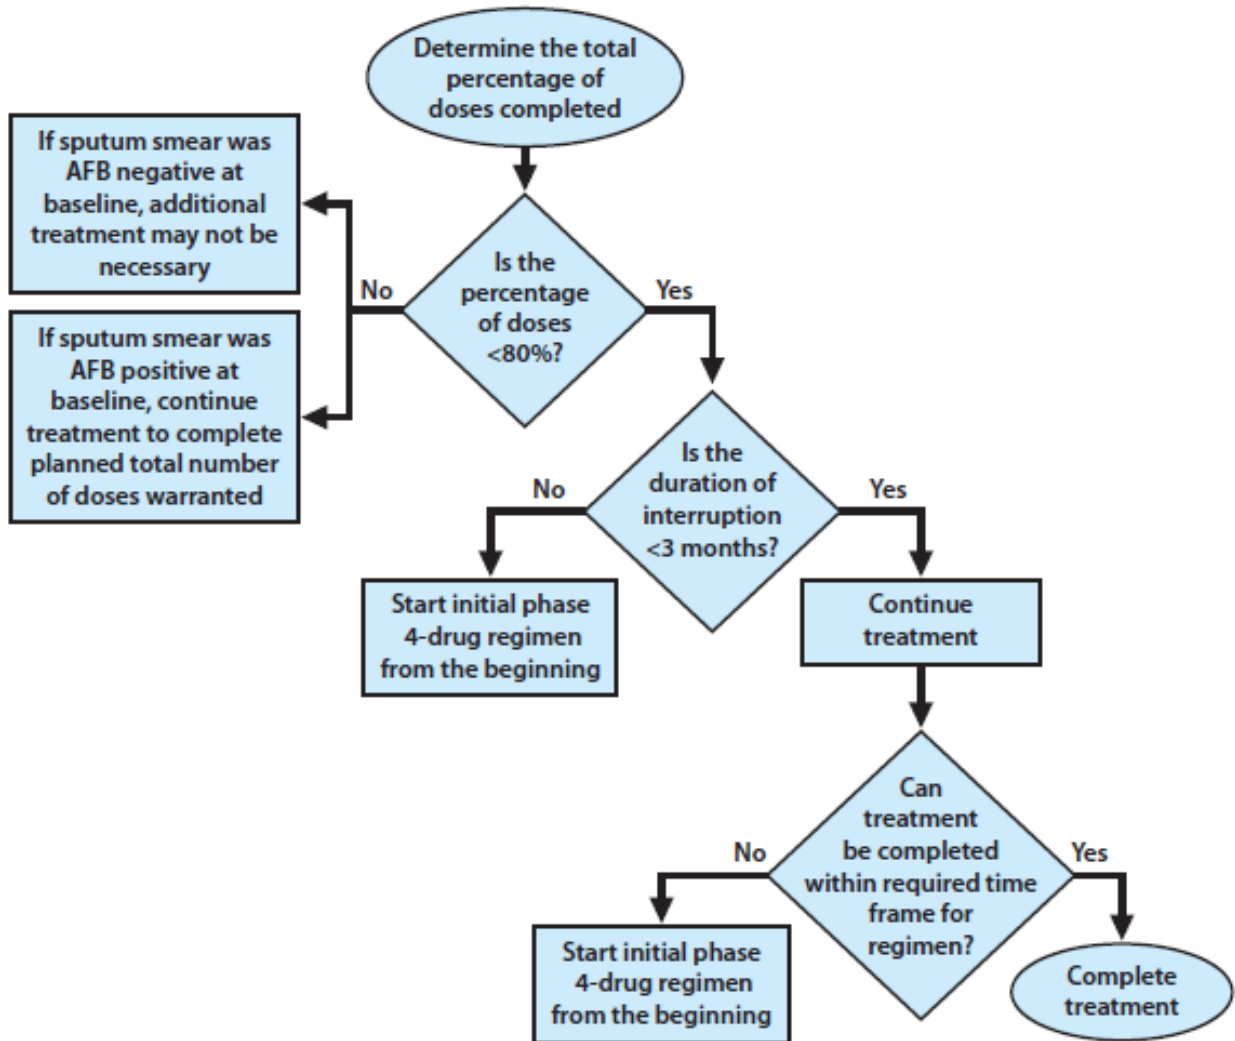 Determine the total
percentage of
doses completed
If sputum smear was
AFB negative at
baseline, additional
treatment may not be
necessary
If sputum smear was
AFB positive at
baseline, continue
treatment to complete
planned total number
of doses warranted
No
Is the
percentage
of doses
<80%?
Yes
No
Is the
duration of
interruption
<3 months?
Yes
Start initial phase
4-drug regimen
from the beginning
Continue
treatment
No
Can
treatment
be completed
within required time
frame for
regimen?
Yes
Start initial phase
4-drug regimen
from the beginning
Complete
treatment